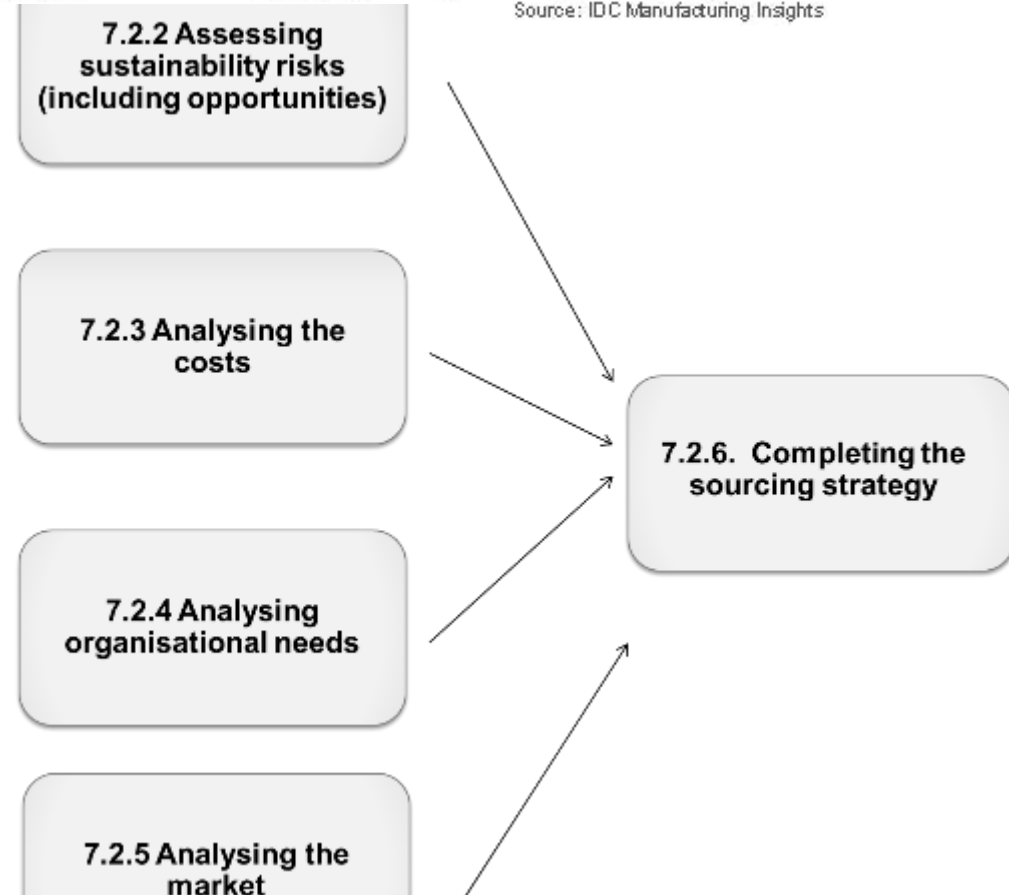 Source: IDC Manufacturing Insights
7.2.2 Assessing
sustainability risks
(including opportunities)
7.2.3 Analysing the
costs
7.2.6. Completing the
sourcing strategy
7.2.4 Analysing
organisational needs
7.2.5 Analysing the
market